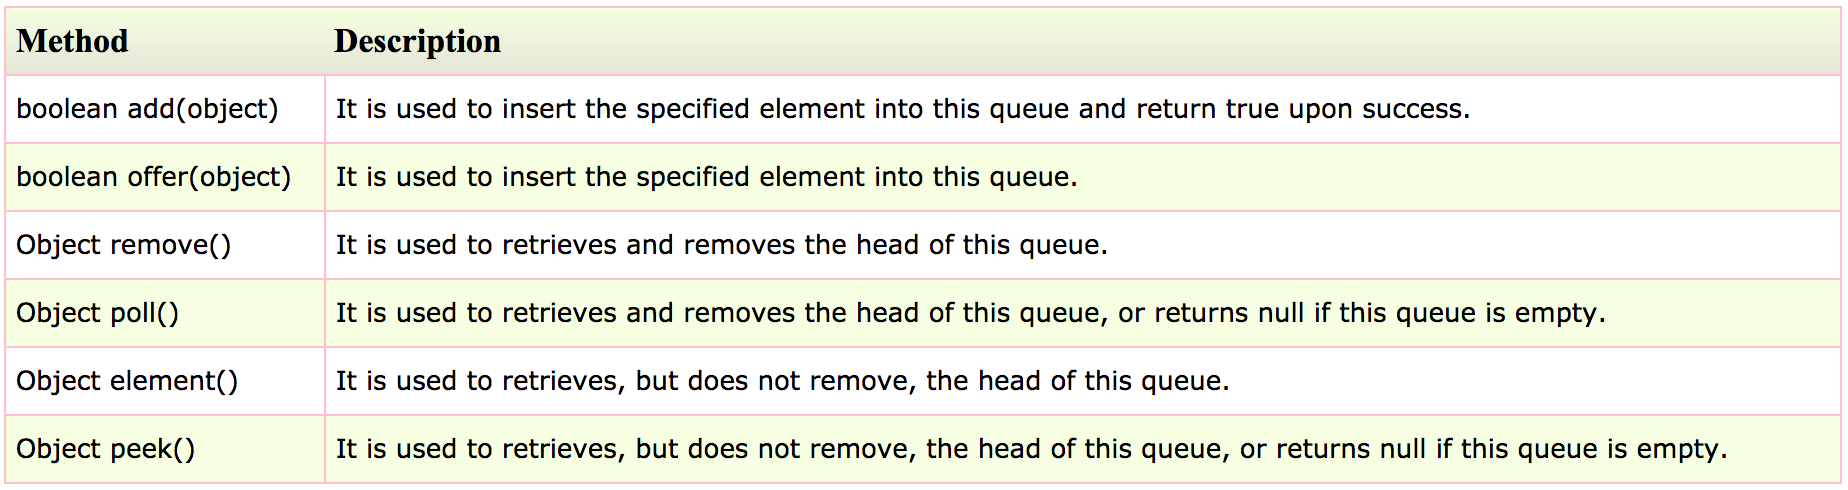 Method Description
boolean add(object) It is used to insert the specified element into this queue and return true upon success.
boolean offer(object) It is used to insert the specified element into this queue.
Object remove() It is used to retrieves and removes the head of this queue.
Object poll() It is used to retrieves and removes the head of this queue, or returns null if this queue is empty.
Object element() It is used to retrieves, but does not remove, the head of this queue.
Object peek() It is used to retrieves, but does not remove, the head of this queue, or returns null if this queue is empty.